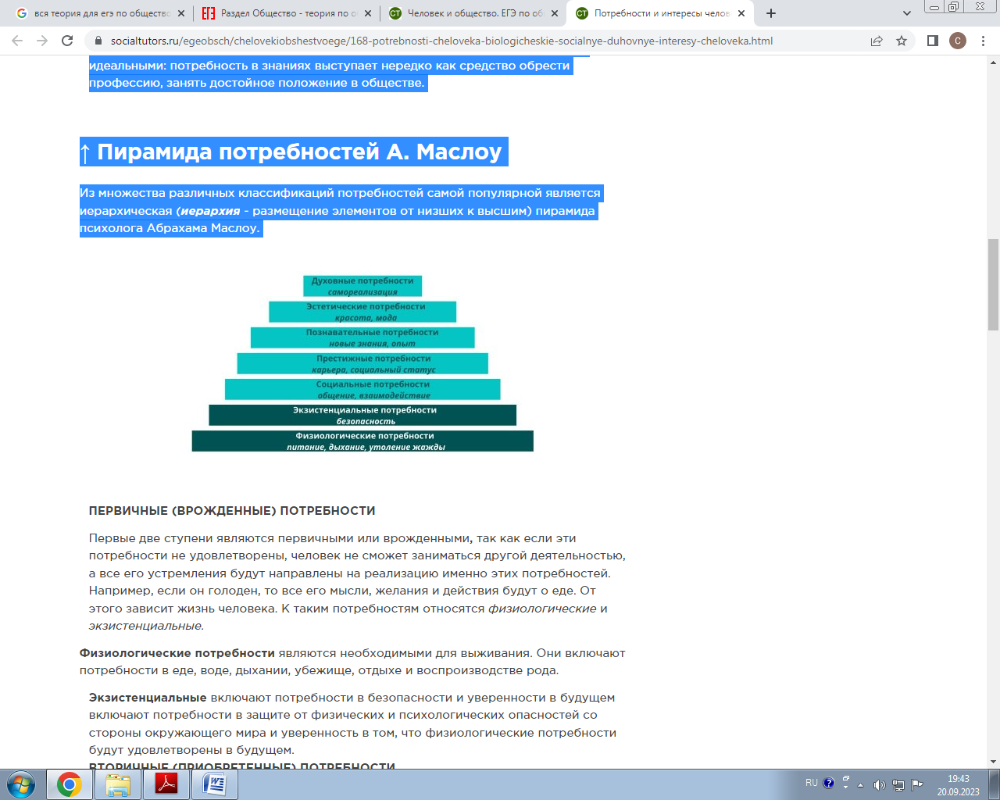 вся теория для егэ по общество
Раздел Общество - теория по о
Человек и общество. ЕГЭ по об
Потребности и интересы челов
socialtutors.ru/egeobsch/chelovekiobshestvoege/168-potrebnosti-cheloveka-biologicheskie-socialnye-duhovnye-interesy-cheloveka.html
С
идеальными: потребность в знаниях выступает нередко как средство обрести
профессию, занять достойное положение в обществе.
↑ Пирамида потребностей А. Маслоу
Из множества различных классификаций потребностей самой популярной является
иерархическая (иерархия - размещение элементов от низших к высшим) пирамида
психолога Абрахама Маслоу.
Духовные потребности
самореализация
Эстетические потребности
красота, мода
Познавательные потребности
новые знания, опыт
Престижные потребности
карьера, социальный статус
Социальные потребности
общение, взаимодействие
Экзистенциальные потребности
безопасность
Физиологические потребности
питание, дыхание, утоление жажды
ПЕРВИЧНЫЕ (ВРОЖДЕННЫЕ) ПОТРЕБНОСТИ
Первые две ступени являются первичными или врожденными, так как если эти
потребности не удовлетворены, человек не сможет заниматься другой деятельностью,
а все его устремления будут направлены на реализацию именно этих потребностей.
Например, если он голоден, то все его мысли, желания и действия будут о еде. От
этого зависит жизнь человека. К таким потребностям относятся физиологические и
экзистенциальные.
Физиологические потребности являются необходимыми для выживания. Они включают
потребности в еде, воде, дыхании, убежище, отдыхе и воспроизводстве рода.
Экзистенциальные включают потребности в безопасности и уверенности в будущем
включают потребности в защите от физических и психологических опасностей со
стороны окружающего мира и уверенность в том, что физиологические потребности
будут удовлетворены в будущем.
ВТОРИЧНЫЕ (ПРИОБРЕТЕННЫЕ) ПОТРЕБНОСТИ
RU
19:43
20.09.2023